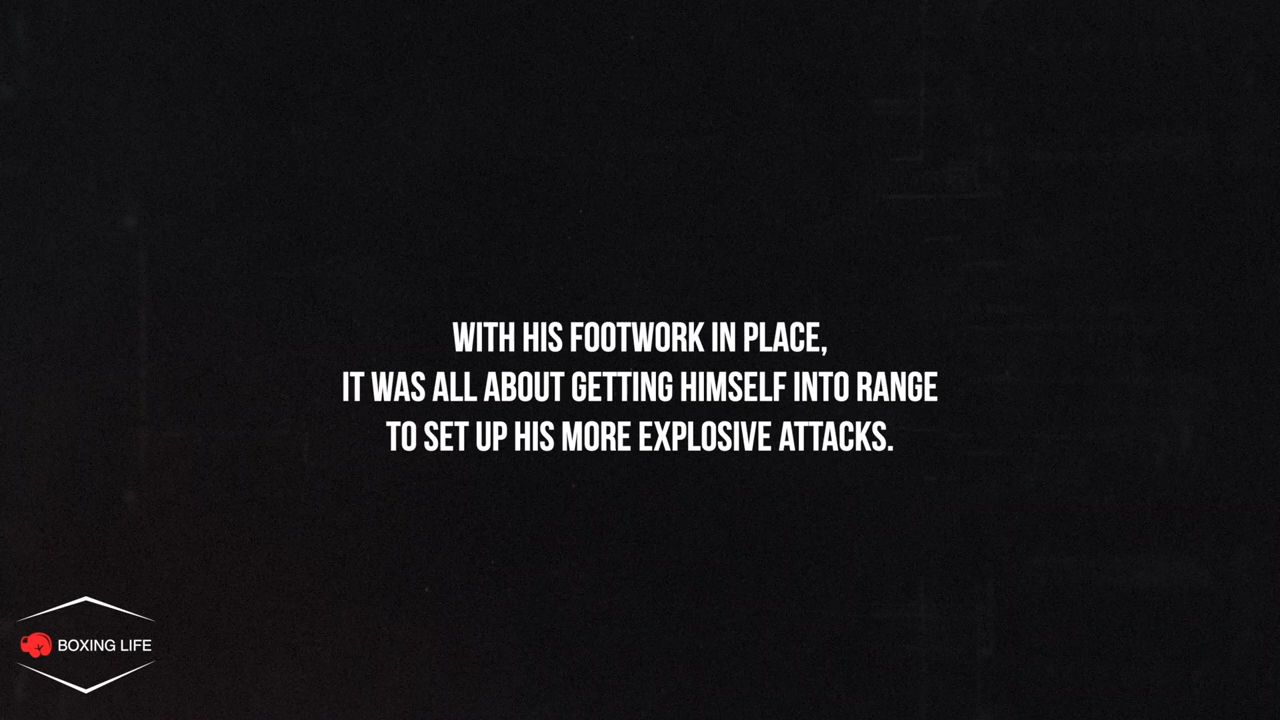 WITH HIS FOOTWORK IN PLACE,
IT WAS ALL ABOUT GETTING HIMSELF INTO RANGE
TO SET UP HIS MORE EXPLOSIVE ATTACKS.
BOXING LIFE